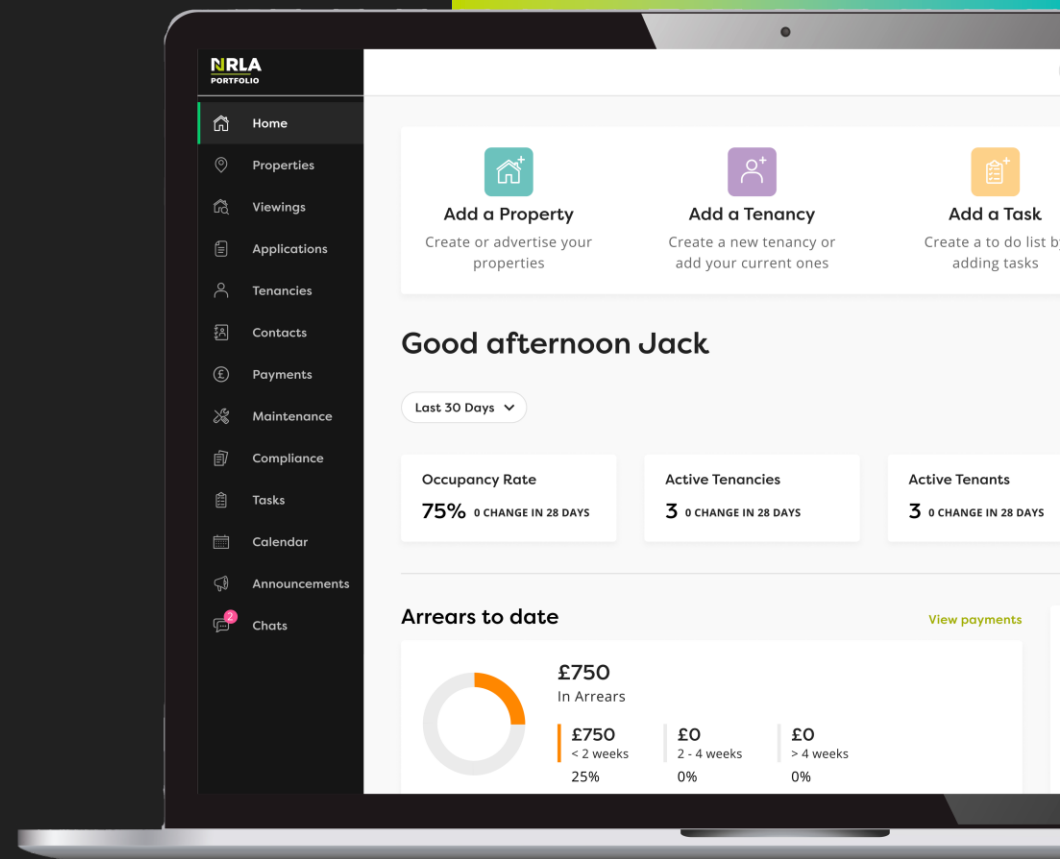 NRLA
PORTFOLIO
Home
Properties
Viewings
Applications
Tenancies
Contacts
Payments
Maintenance
Compliance
Tasks
Calendar
Announcements
2
Chats
Add a Property
Create or advertise your
properties
Add a Tenancy
Create a new tenancy or
add your current ones
Add a Task
Create a to do list by
adding tasks
Good afternoon Jack
Last 30 Days
Occupancy Rate
75% 0 CHANGE IN 28 DAYS
Active Tenancies
3 0 CHANGE IN 28 DAYS
Active Tenants
3 0 CHANGE IN 28 DAYS
Arrears to date
View payments
£750
In Arrears
£750
< 2 weeks
25%
£0
2 - 4 weeks
0%
£0
> 4 weeks
0%